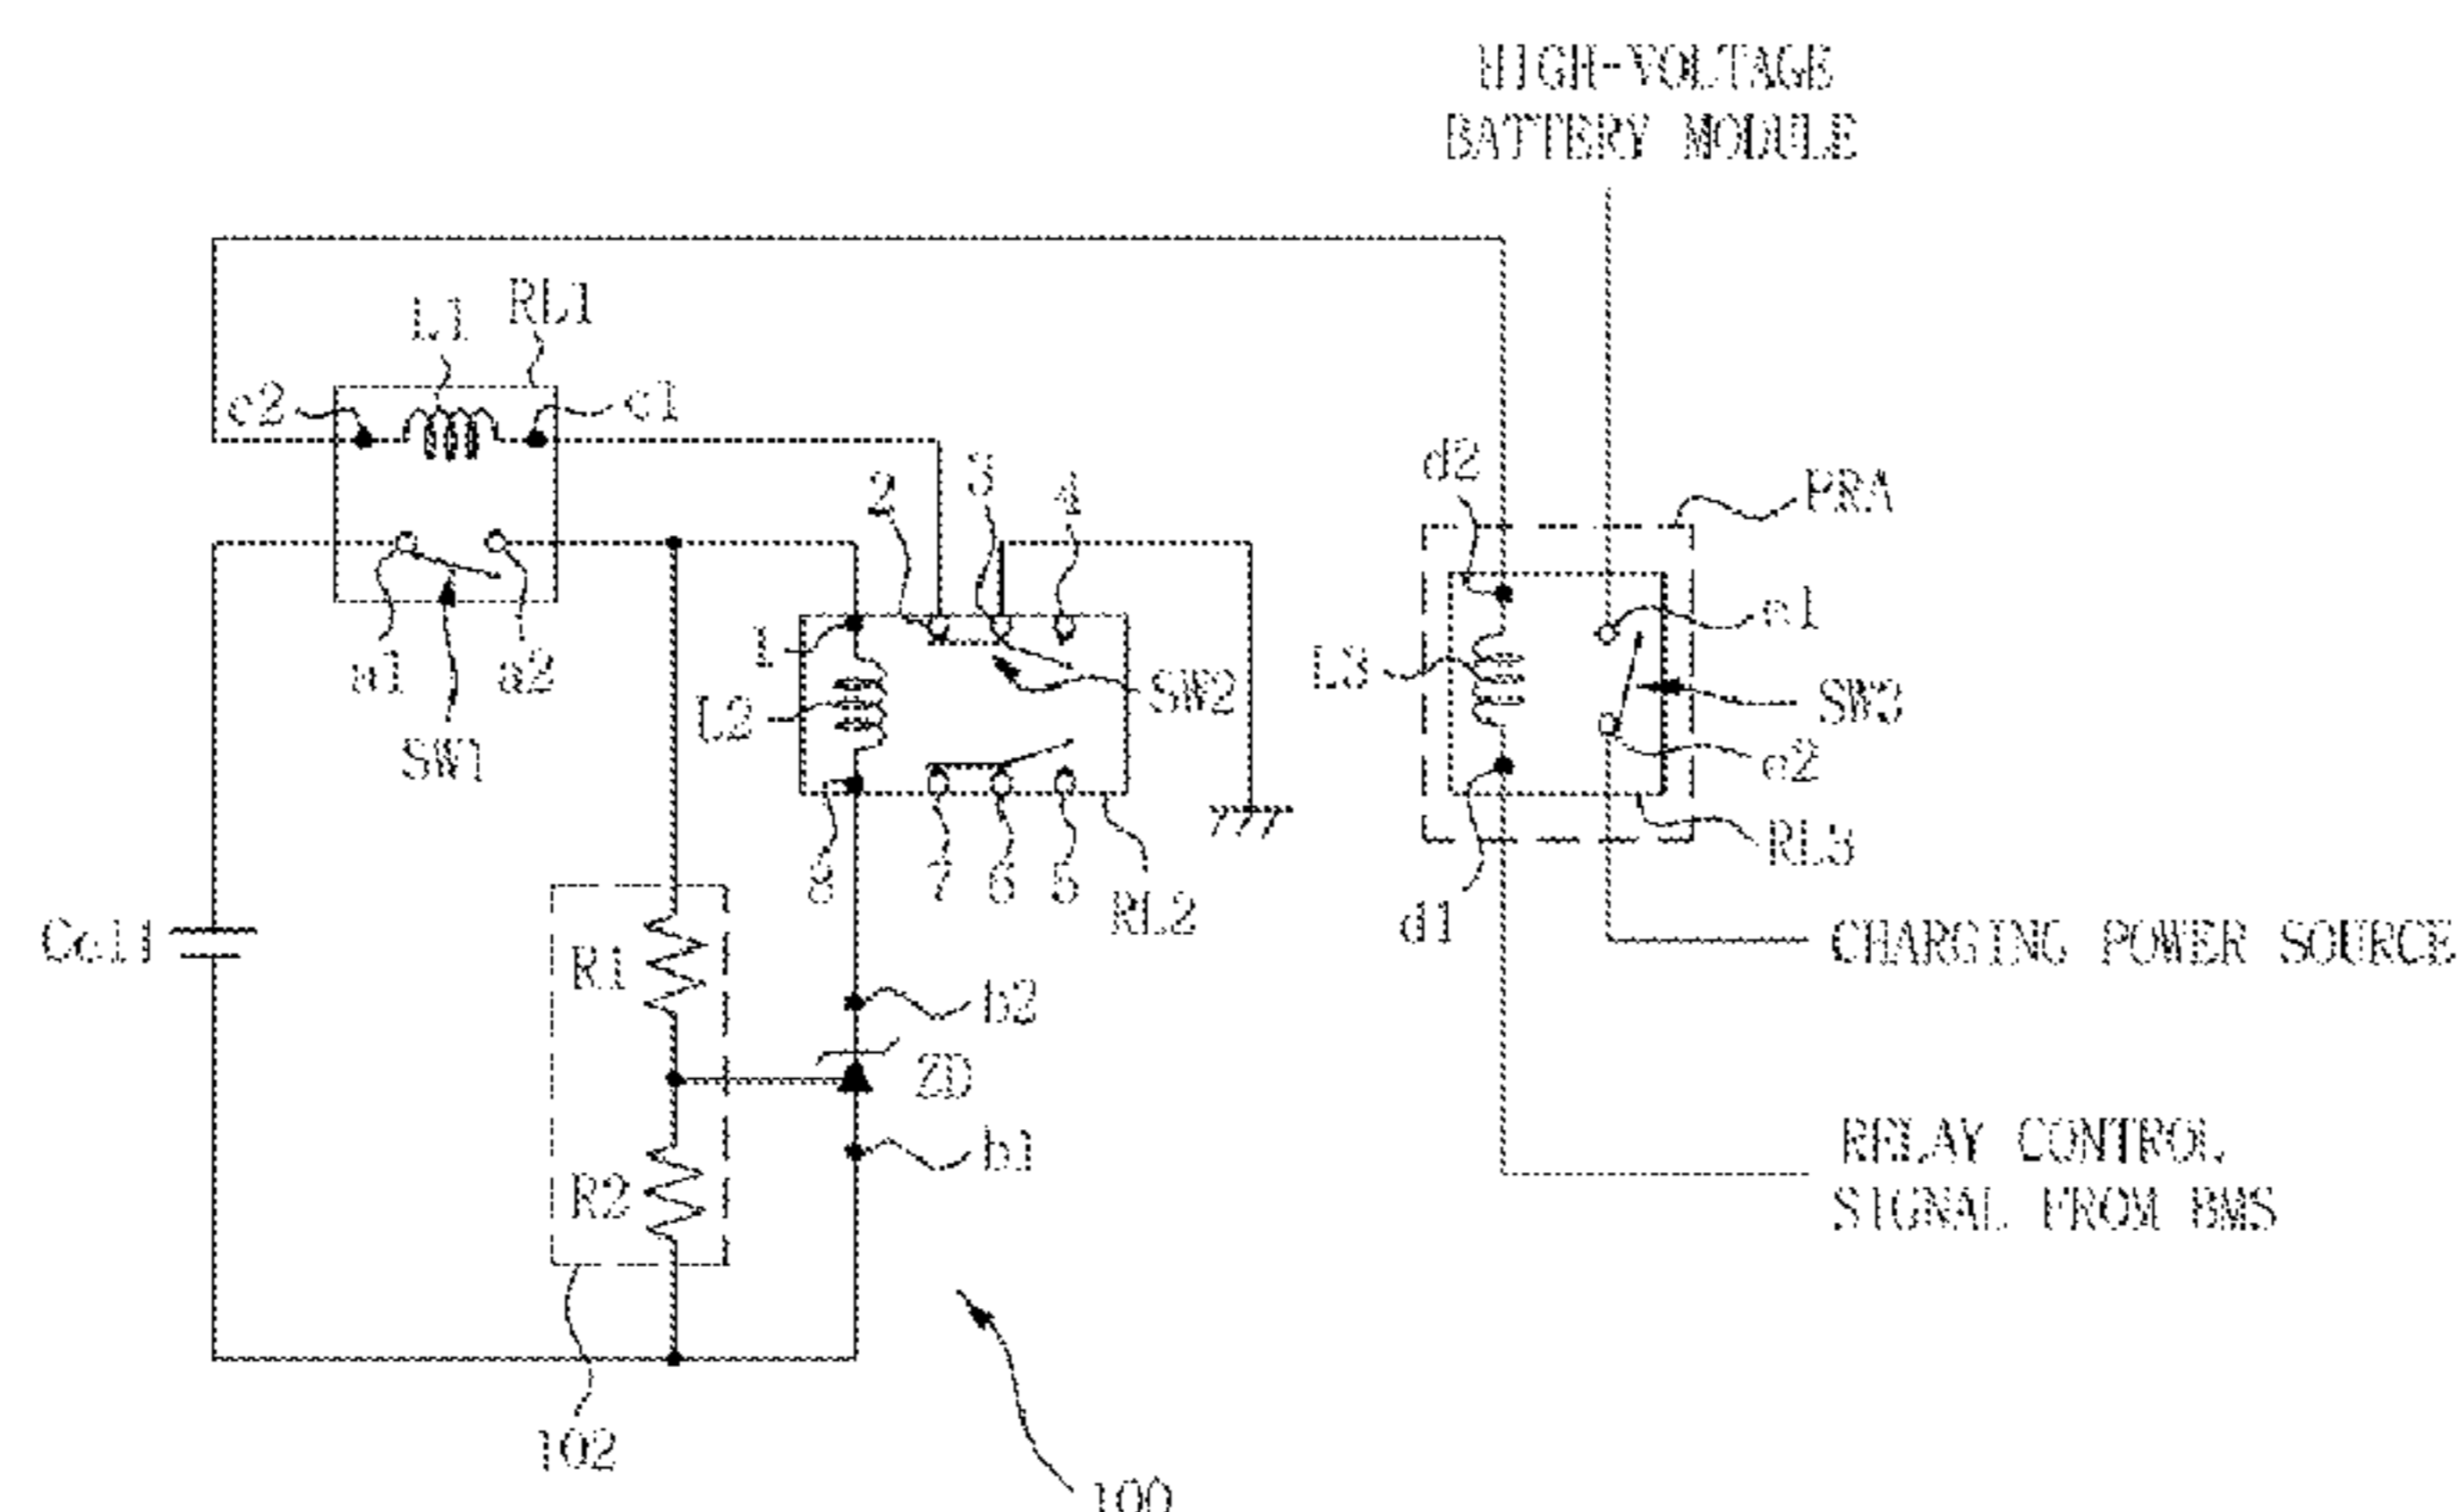 HIGH-VOLTAGE
BATTERY MODULE
L1
RL1
c2
c1
2
3
4
d2
PRA
a1
a2
1
L2
SW2
L3
e1
SW3
e2
SW1
8
7
6
5
RL2
RL3
d1
Cell
R1
b2
CHARGING POWER SOURCE
ZD
b1
R2
RELAY CONTROL
SIGNAL FROM BMS
102
100